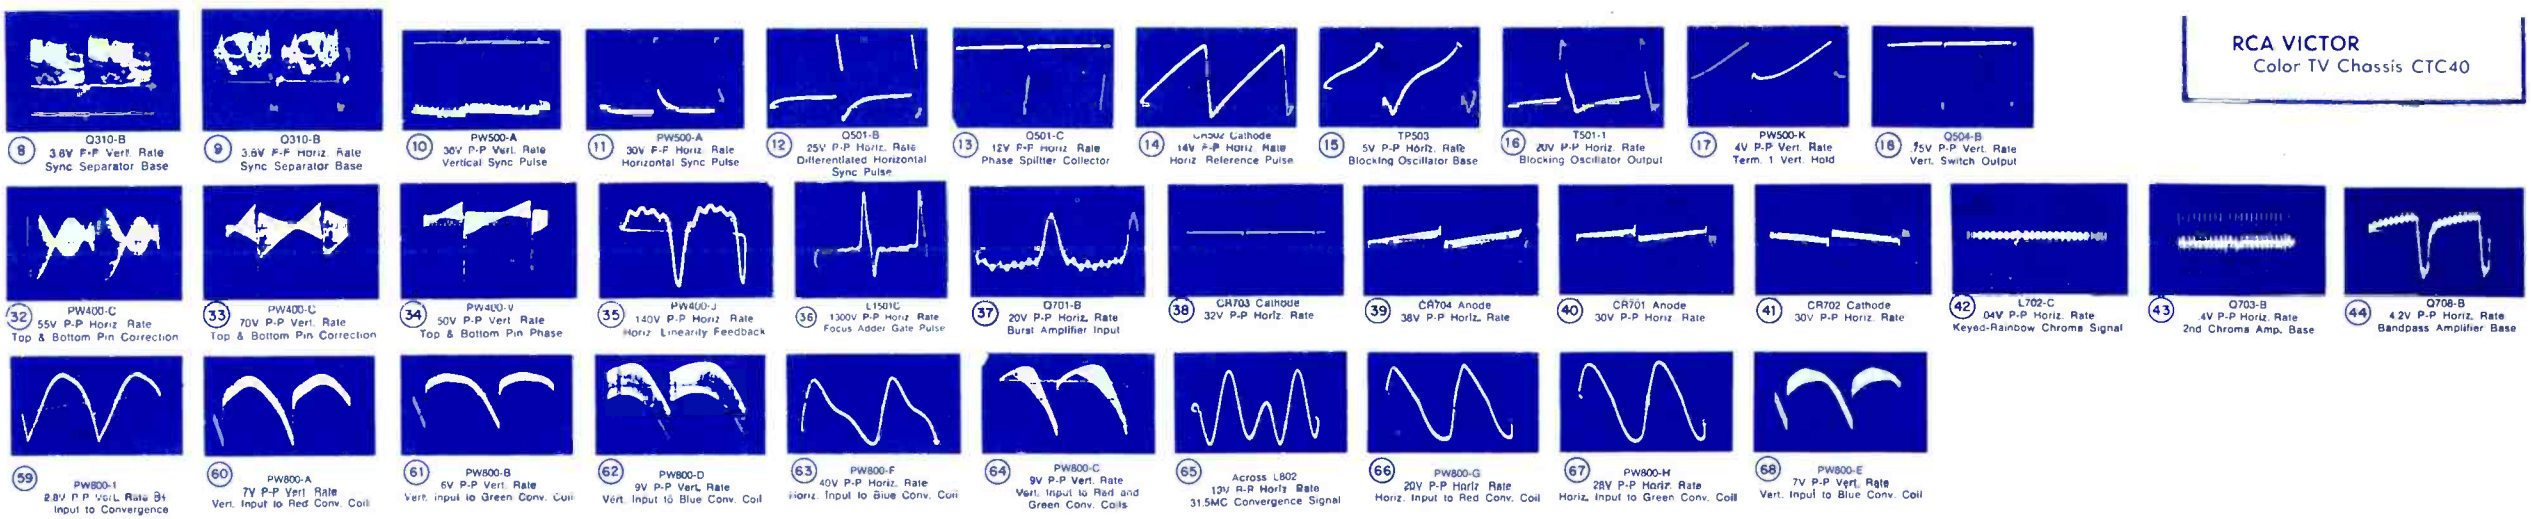 RCA VICTOR
Color TV Chassis CTC40
8
Q310-B
3.8V P-P Vert. Rate
Sync Separator Base
9
Q310-B
3.8V P-P Horiz. Rate
Sync Separator Base
10
PW500-A
30V P-P Vert. Rate
Vertical Sync Pulse
11
PW500-A
30V P-P Horiz. Rate
Horizontal Sync Pulse
12
Q501-B
25V P-P Horiz. Rate
Differentiated Horizontal
Sync Pulse
13
Q501-C
12V P-P Horiz. Rate
Phase Splitter Collector
14
CR502 Cathode
14V P-P Horiz. Rate
Horiz Reference Pulse
15
TP503
5V P-P Horiz. Rate
Blocking Oscillator Base
16
T501-1
20V P-P Horiz. Rate
Blocking Oscillator Output
17
PW500-K
4V P-P Vert. Rate
Term. 1 Vert. Hold
18
Q504-B
.75V P-P Vert. Rate
Vert. Switch Output
32
PW400-C
55V P-P Horiz Rate
Top & Bottom Pin Correction
33
PW400-C
70V P-P Vert. Rate
Top & Bottom Pin Correction
34
PW400-V
50V P-P Vert Rate
Top & Bottom Pin Phase
35
PW400-J
140V P-P Horiz Rate
Horiz Linearity Feedback
36
L1501C
1300V P-P Horiz Rate
Focus Adder Gate Pulse
37
Q701-B
20V P-P Horiz. Rate
Burst Amplifier Input
38
CR703 Cathode
32V P-P Horiz. Rate
39
CR704 Anode
38V P-P Horiz. Rate
40
CR701 Anode
30V P-P Horiz. Rate
41
CR702 Cathode
30V P-P Horiz. Rate
42
L702-C
.04V P-P Horiz. Rate
Keyed-Rainbow Chroma Signal
43
Q703-B
.4V P-P Horiz. Rate
2nd Chroma Amp. Base
44
Q708-B
4.2V P-P Horiz. Rate
Bandpass Amplifier Base
59
PW800-1
2.8V P-P Vert. Rate B+
Input to Convergence
60
PW800-A
7V P-P Vert Rate
Vert. Input to Red Conv. Coil
61
PW800-B
6V P-P Vert. Rate
Vert. Input to Green Conv. Coil
62
PW800-D
9V P-P Vert. Rate
Vert. Input to Blue Conv. Coil
63
PW800-F
40V P-P Horiz. Rate
Horiz. Input to Blue Conv. Coil
64
PW800-C
9V P-P Vert. Rate
Vert. Input to Red and
Green Conv. Coils
65
Across L802
P-P Horiz Rate
31.5MC Convergence Signal
66
PW800-G
20V P-P Horiz Rate
Horiz. Input to Red Conv. Coil
67
PW800-H
28V P-P Horiz. Rate
Horiz. Input to Green Conv. Coil
68
PW800-E
7V P-P Vert. Rate
Vert. Input to Blue Conv. Coil